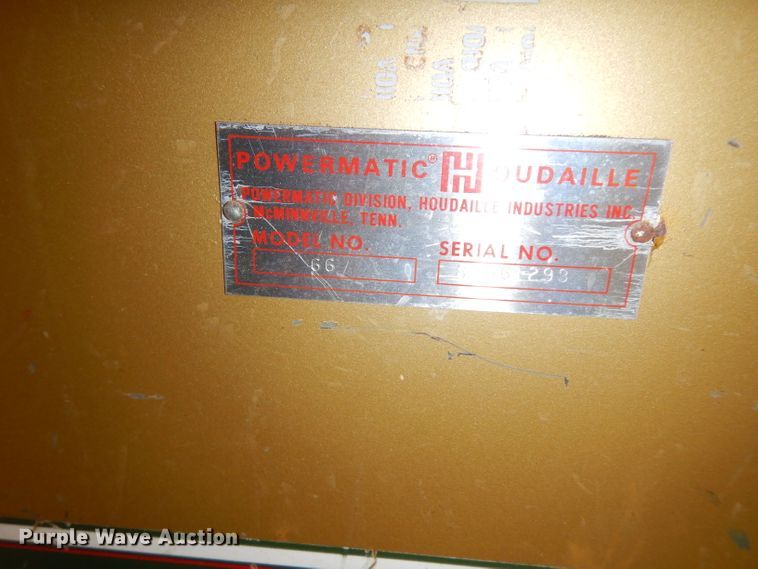 POWERMATIC® HOUDAILLE
POWERMATIC DIVISION, HOUDAILLE INDUSTRIES INC.
McMINNVILLE, TENN.
MODEL NO. SERIAL NO.
66
Purple Wave Auction